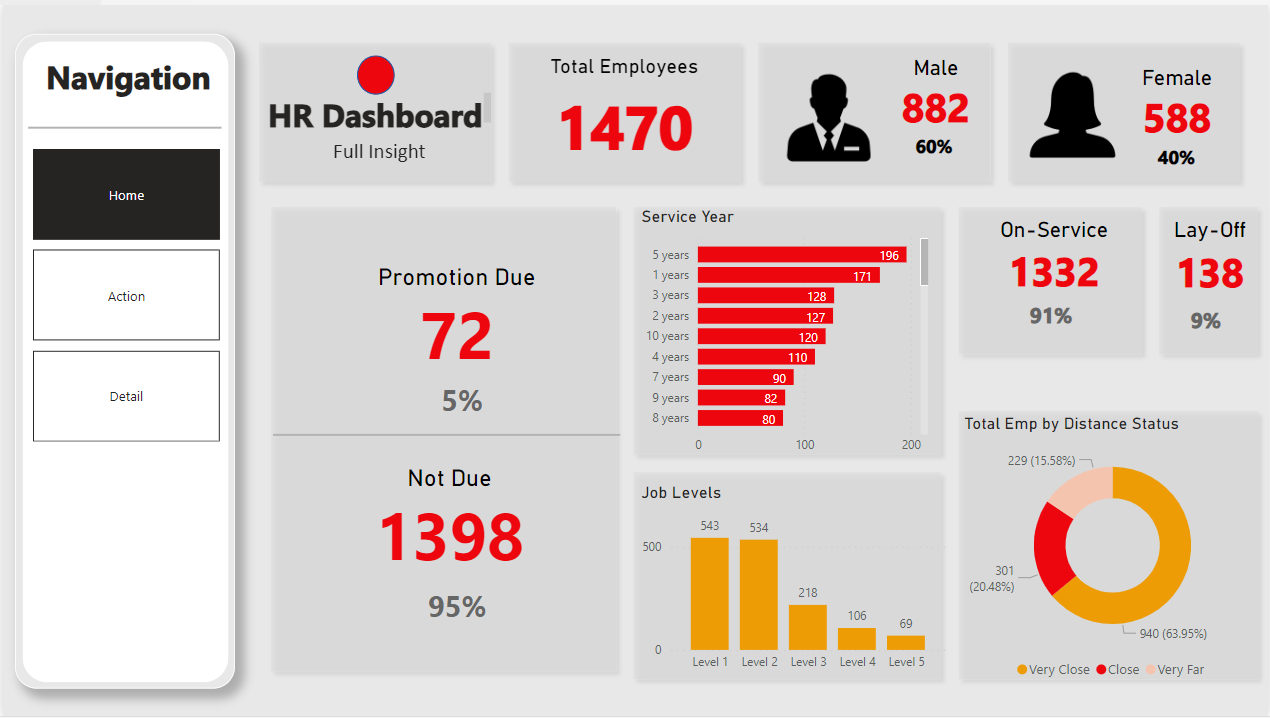 Navigation
Home
Action
Detail
HR Dashboard
Full Insight
Total Employees
1470
Male
882
60%
Female
588
40%
Promotion Due
72
5%
Not Due
1398
95%
Service Year
5 years 196
1 years 171
3 years 128
2 years 127
10 years 120
4 years 110
7 years 90
9 years 82
8 years 80
0 100 200
Job Levels
500
0
543 534 218 106 69
Level 1 Level 2 Level 3 Level 4 Level 5
On-Service
1332
91%
Lay-Off
138
9%
Total Emp by Distance Status
229 (15.58%)
301
(20.48%)
940 (63.95%)
Very Close Close Very Far